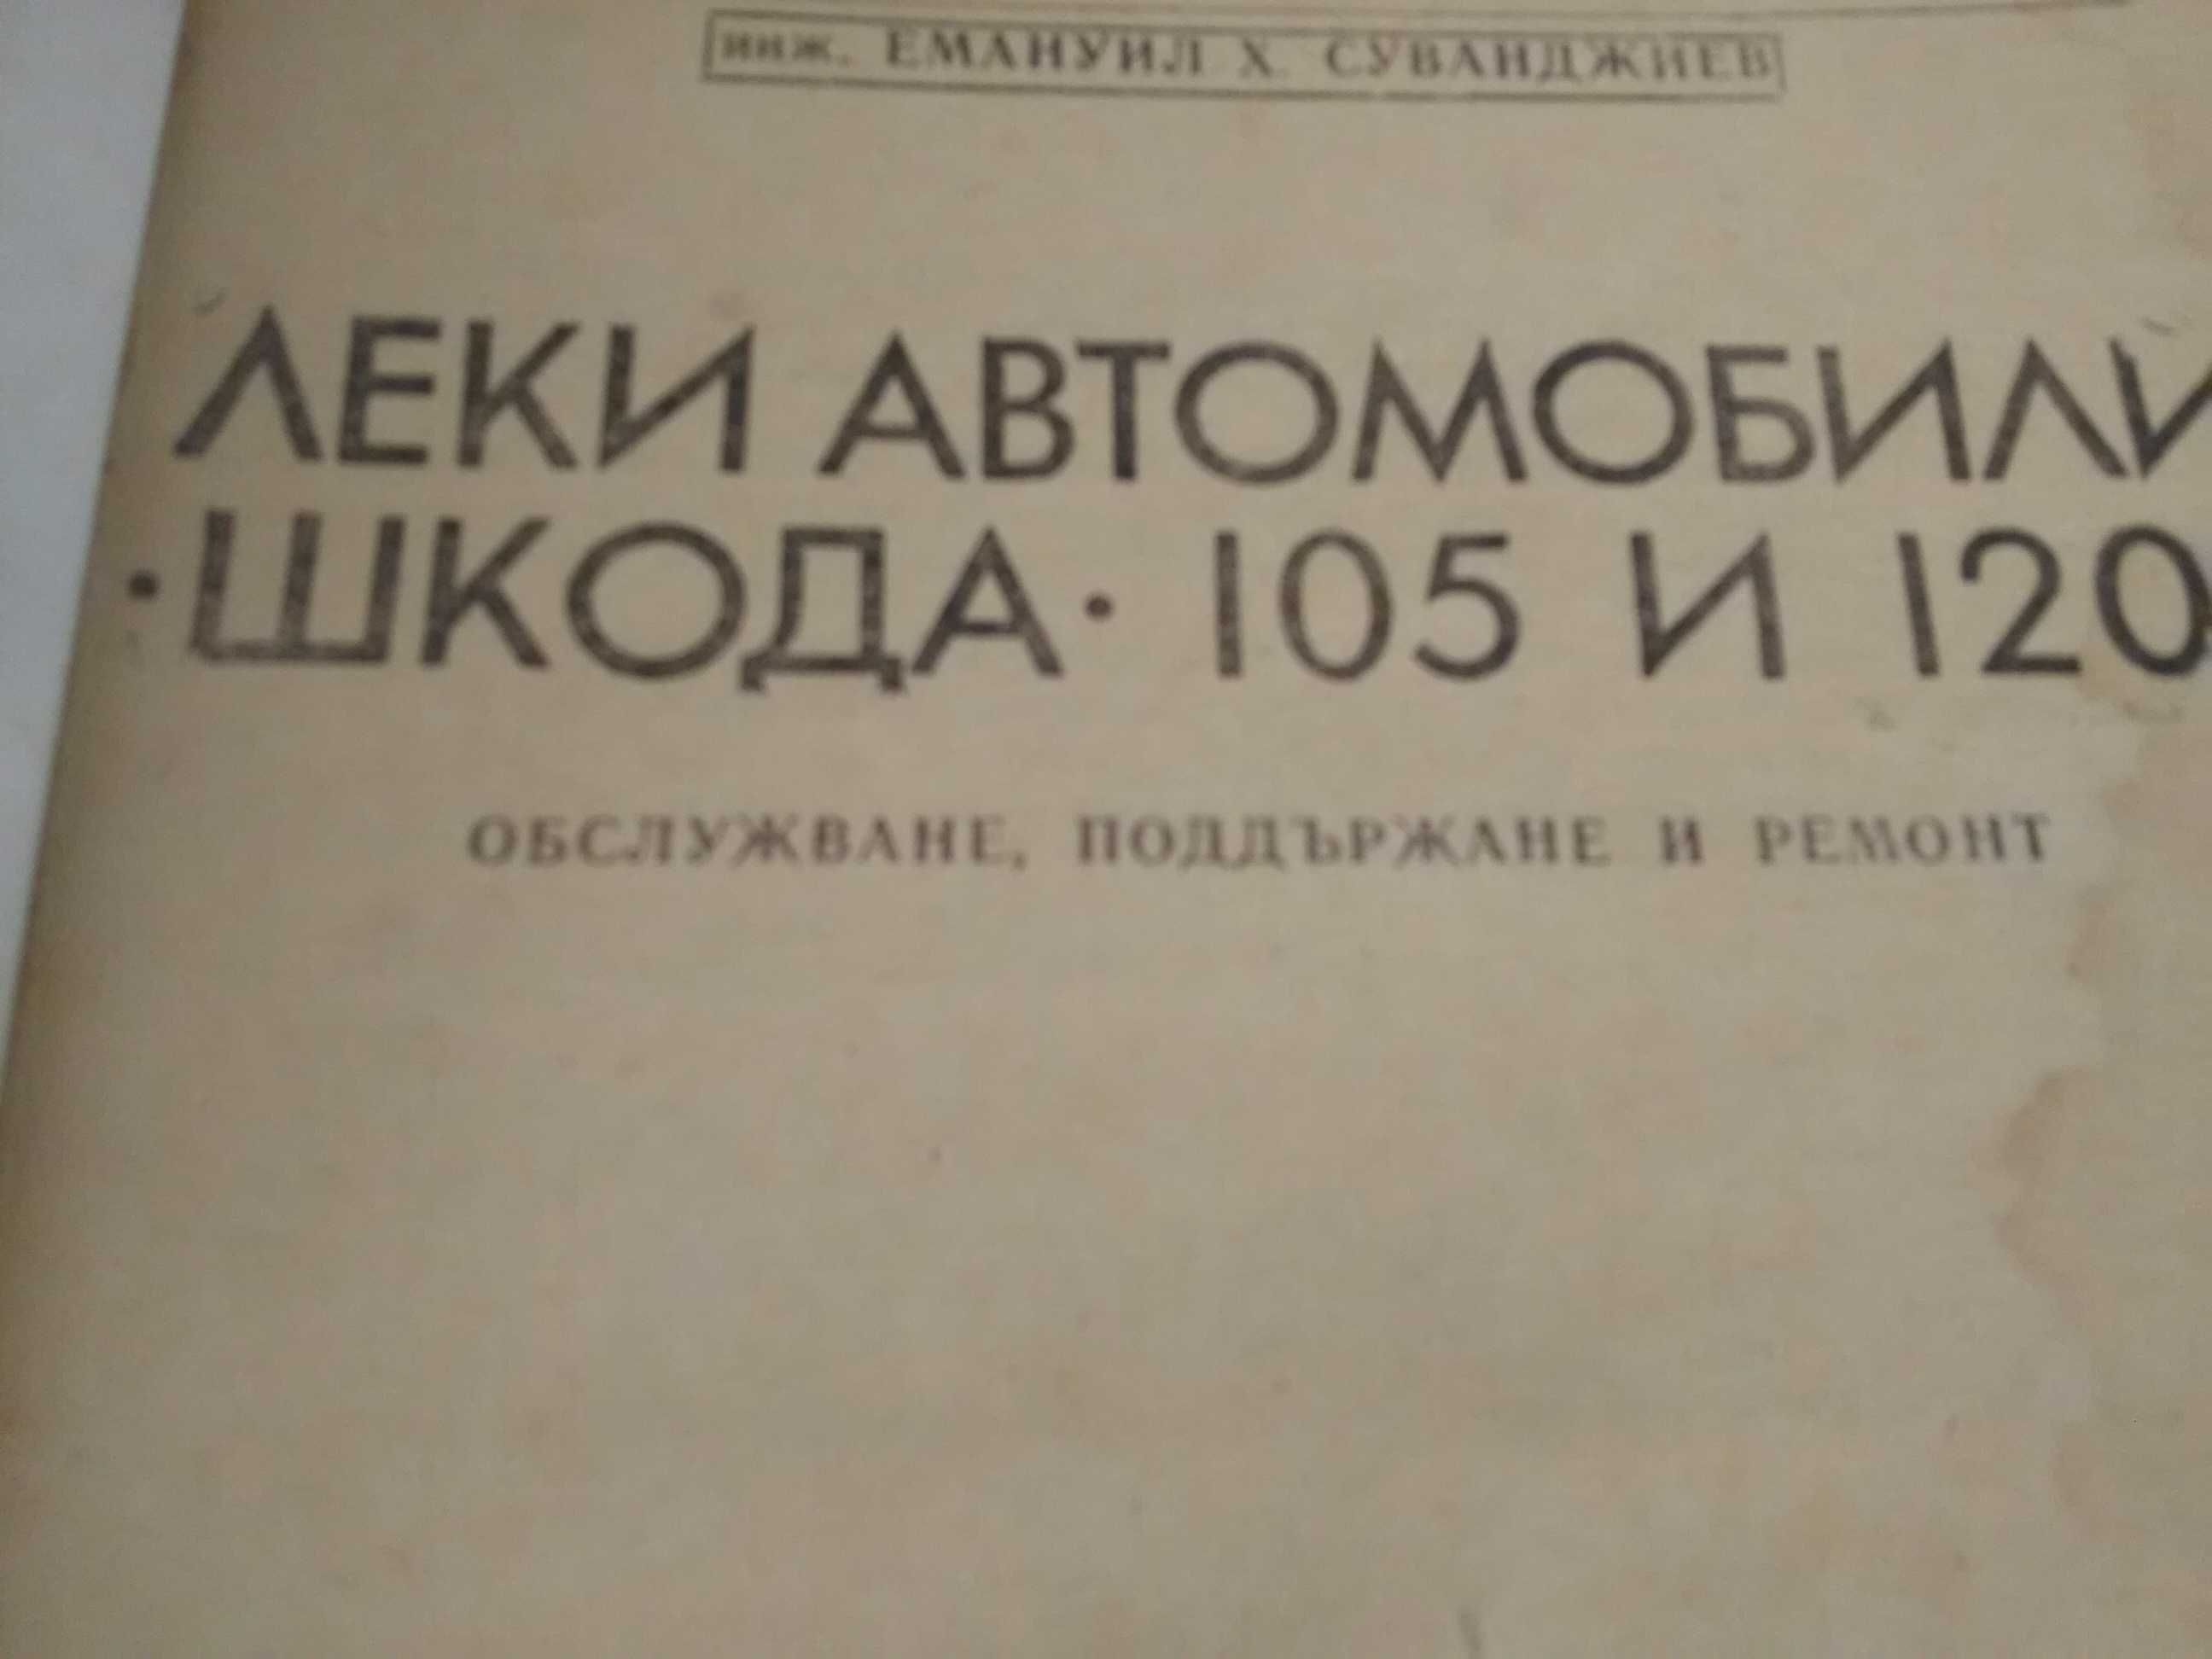 инж. ЕМАНУИЛ Х. СУВАНДЖИЕВ
ЛЕКИ АВТОМОБИЛИ
·ШКОДА· 105 И 120
ОБСЛУЖВАНЕ, ПОДДЪРЖАНЕ И РЕМОНТ